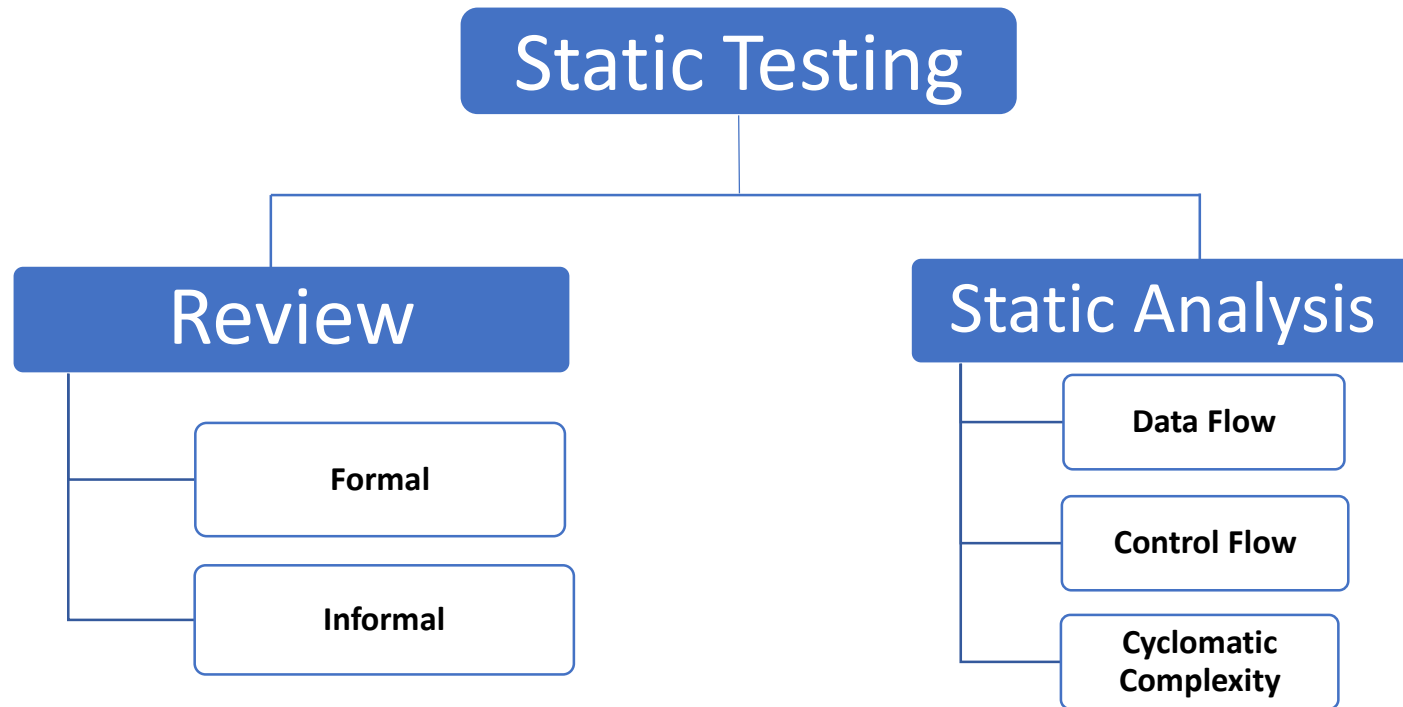 Static Testing
Review
Static Analysis
Formal
Informal
Data Flow
Control Flow
Cyclomatic
Complexity